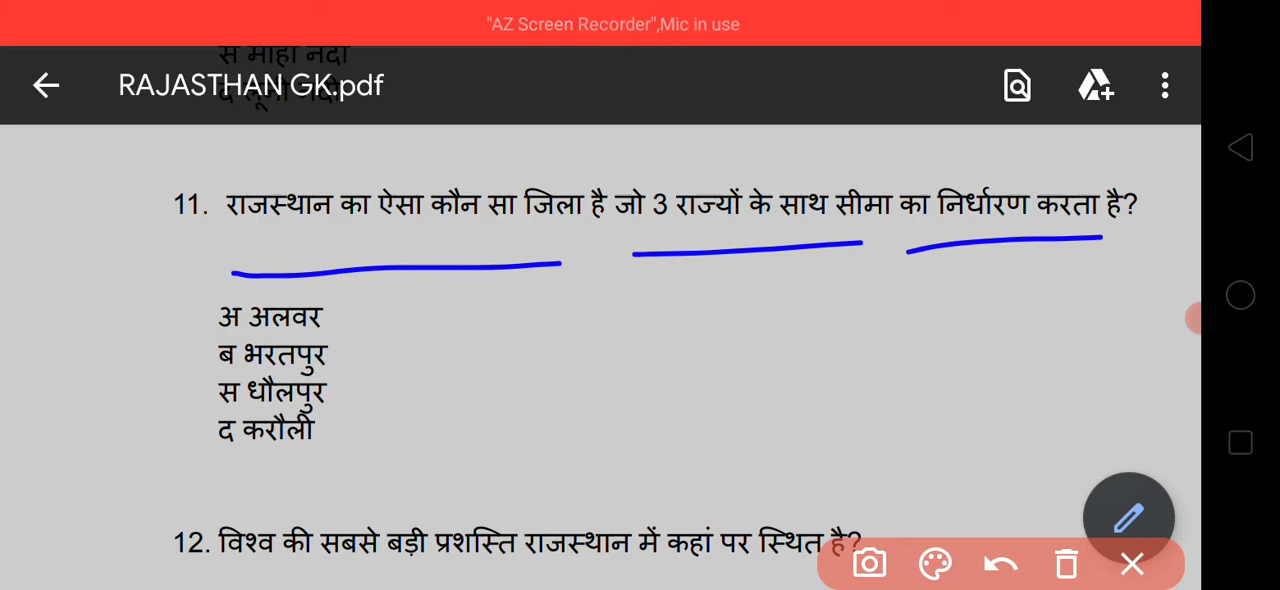 "AZ Screen Recorder",Mic in use
स माही नदी
RAJASTHAN GK.pdf
11. राजस्थान का ऐसा कौन सा जिला है जो 3 राज्यों के साथ सीमा का निर्धारण करता है?
अ अलवर
ब भरतपुर
स धौलपुर
द करौली
12. विश्व की सबसे बड़ी प्रशस्ति राजस्थान में कहां पर स्थित है?